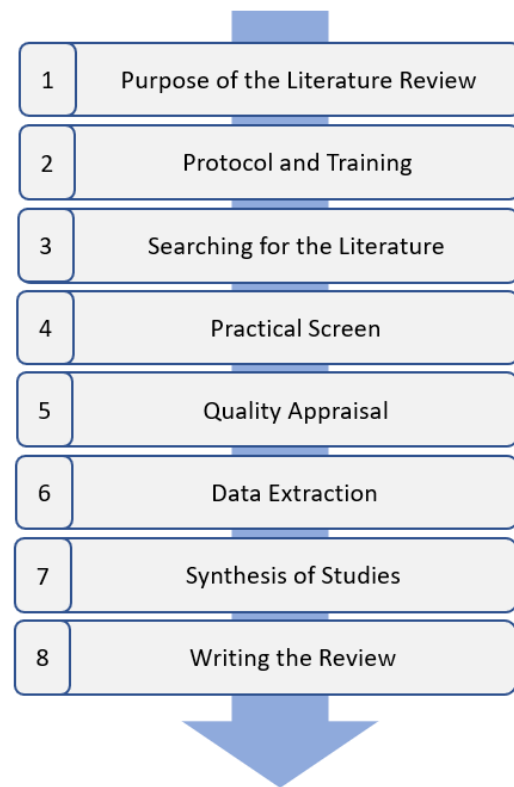 1 Purpose of the Literature Review
2 Protocol and Training
3 Searching for the Literature
4 Practical Screen
5 Quality Appraisal
6 Data Extraction
7 Synthesis of Studies
8 Writing the Review